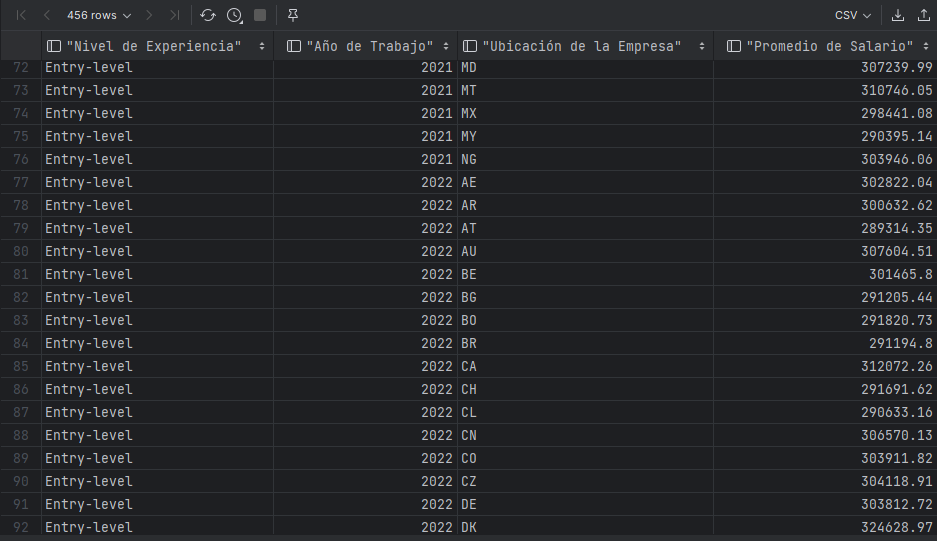 456 rows CSV
"Nivel de Experiencia" "Año de Trabajo" "Ubicación de la Empresa" "Promedio de Salario"
72 Entry-level 2021 MD 307239.99
73 Entry-level 2021 MT 310746.05
74 Entry-level 2021 MX 298441.08
75 Entry-level 2021 MY 290395.14
76 Entry-level 2021 NG 303946.06
77 Entry-level 2022 AE 302822.04
78 Entry-level 2022 AR 300632.62
79 Entry-level 2022 AT 289314.35
80 Entry-level 2022 AU 307604.51
81 Entry-level 2022 BE 301465.8
82 Entry-level 2022 BG 291205.44
83 Entry-level 2022 BO 291820.73
84 Entry-level 2022 BR 291194.8
85 Entry-level 2022 CA 312072.26
86 Entry-level 2022 CH 291691.62
87 Entry-level 2022 CL 290633.16
88 Entry-level 2022 CN 306570.13
89 Entry-level 2022 CO 303911.82
90 Entry-level 2022 CZ 304118.91
91 Entry-level 2022 DE 303812.72
92 Entry-level 2022 DK 324628.97